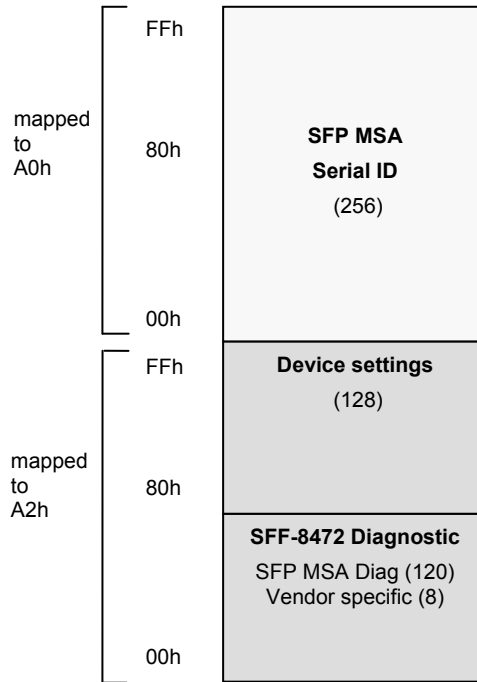 FFh
mapped
to
A0h
80h
SFP MSA
Serial ID
(256)
00h
FFh
Device settings
(128)
mapped
to
A2h
80h
SFF-8472 Diagnostic
SFP MSA Diag (120)
Vendor specific (8)
00h